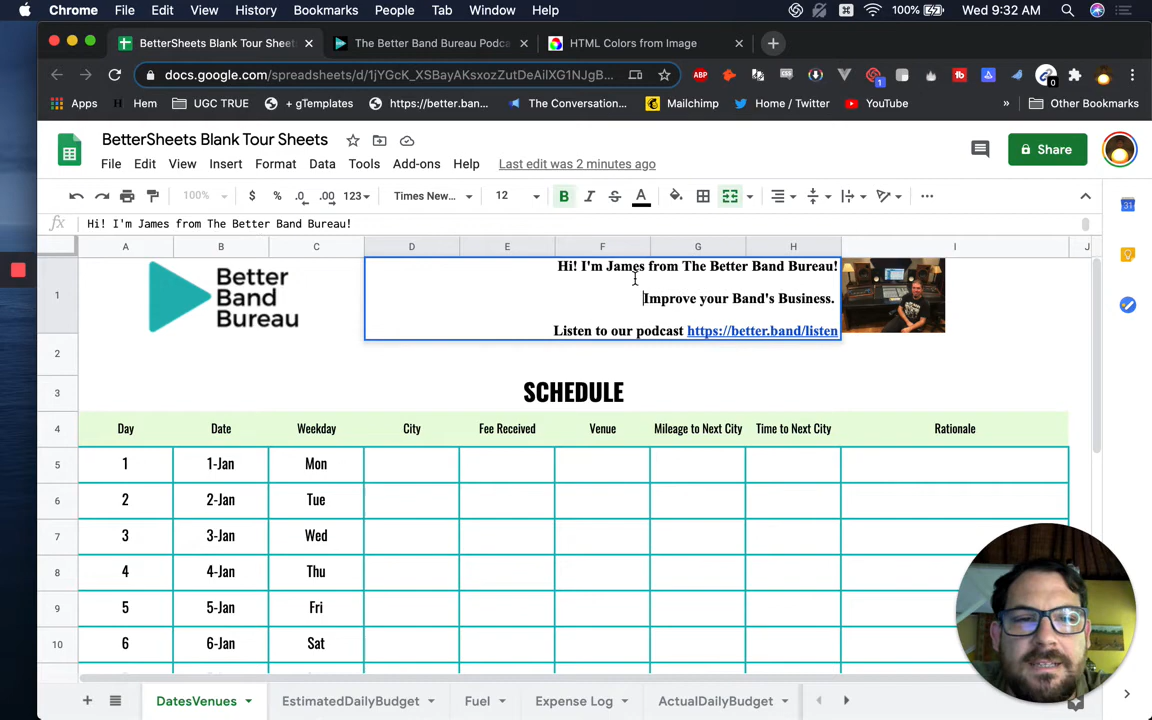 Chrome File Edit View History Bookmarks People Tab Window Help 100% Wed 9:32 AM
BetterSheets Blank Tour Sheets The Better Band Bureau Podca HTML Colors from Image
docs.google.com/spreadsheets/d/1jYGcK_XSBayAKsxozZutDeAilXG1NJgB...
Apps Hem UGC TRUE + gTemplates https://better.ban... The Conversation... Mailchimp Home / Twitter YouTube » Other Bookmarks
BetterSheets Blank Tour Sheets
File Edit View Insert Format Data Tools Add-ons Help Last edit was 2 minutes ago
Share
100% $ % .0 .00 123 Times New... 12 B I S A
fx Hi! I'm James from The Better Band Bureau!
A B C D E F G H I J
1
Better
Band
Bureau
Hi! I'm James from The Better Band Bureau!
Improve your Band's Business.
Listen to our podcast https://better.band/listen
2
3 SCHEDULE
4 Day Date Weekday City Fee Received Venue Mileage to Next City Time to Next City Rationale
5 1 1-Jan Mon
6 2 2-Jan Tue
7 3 3-Jan Wed
8 4 4-Jan Thu
9 5 5-Jan Fri
10 6 6-Jan Sat
DatesVenues EstimatedDailyBudget Fuel Expense Log ActualDailyBudget